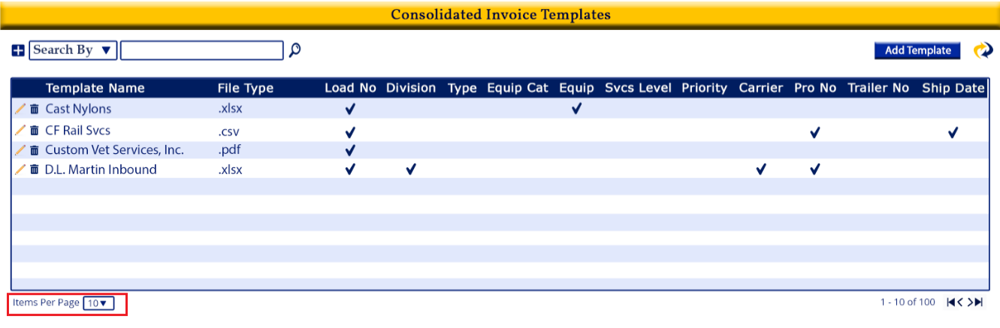 Consolidated Invoice Templates
Search By ▼
Add Template
Template Name File Type Load No Division Type Equip Cat Equip Svcs Level Priority Carrier Pro No Trailer No Ship Date
Cast Nylons .xlsx ✔ ✔
CF Rail Svcs .csv ✔ ✔ ✔
Custom Vet Services, Inc. .pdf ✔
D.L. Martin Inbound .xlsx ✔ ✔ ✔ ✔
Items Per Page 10▼ 1 - 10 of 100